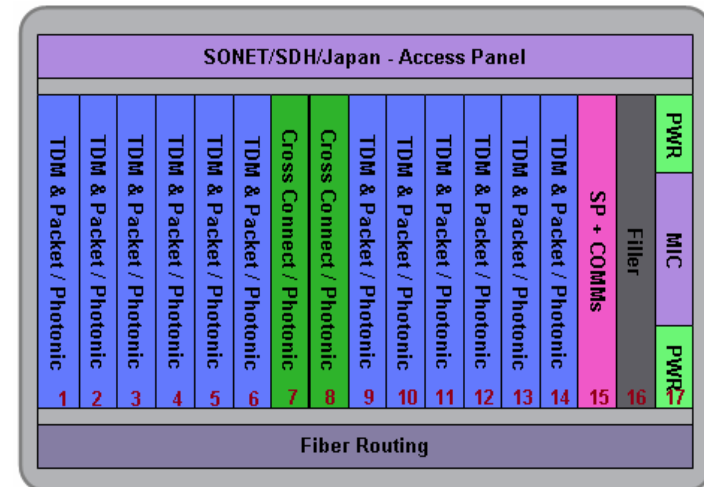 SONET/SDH/Japan - Access Panel
TDM & Packet / Photonic
1
TDM & Packet / Photonic
2
TDM & Packet / Photonic
3
TDM & Packet / Photonic
4
TDM & Packet / Photonic
5
TDM & Packet / Photonic
6
Cross Connect / Photonic
7
Cross Connect / Photonic
8
TDM & Packet / Photonic
9
TDM & Packet / Photonic
10
TDM & Packet / Photonic
11
TDM & Packet / Photonic
12
TDM & Packet / Photonic
13
TDM & Packet / Photonic
14
SP + COMMs
15
Filler
16
PWR
MIC
PWR
17
Fiber Routing